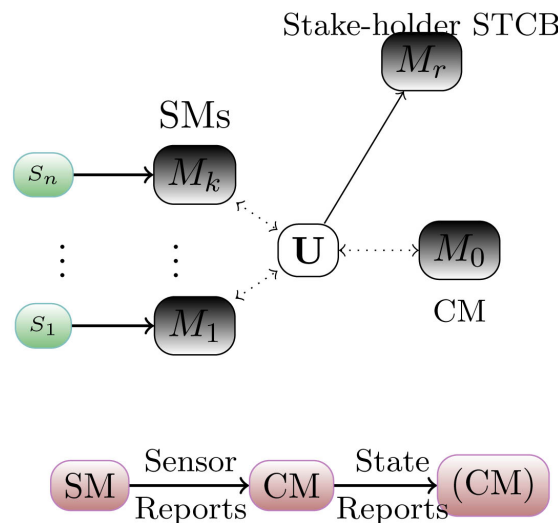 Stake-holder STCB
M_r
SMs
S_n
M_k
U
M_0
S_1
M_1
CM
SM
Sensor
Reports
CM
State
Reports
(CM)